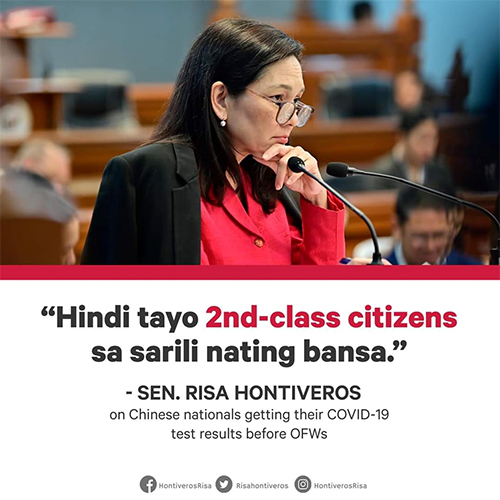 “Hindi tayo 2nd-class citizens
sa sarili nating bansa.”
- SEN. RISA HONTIVEROS
on Chinese nationals getting their COVID-19
test results before OFWs
HontiverosRisa Risahontiveros HontiverosRisa